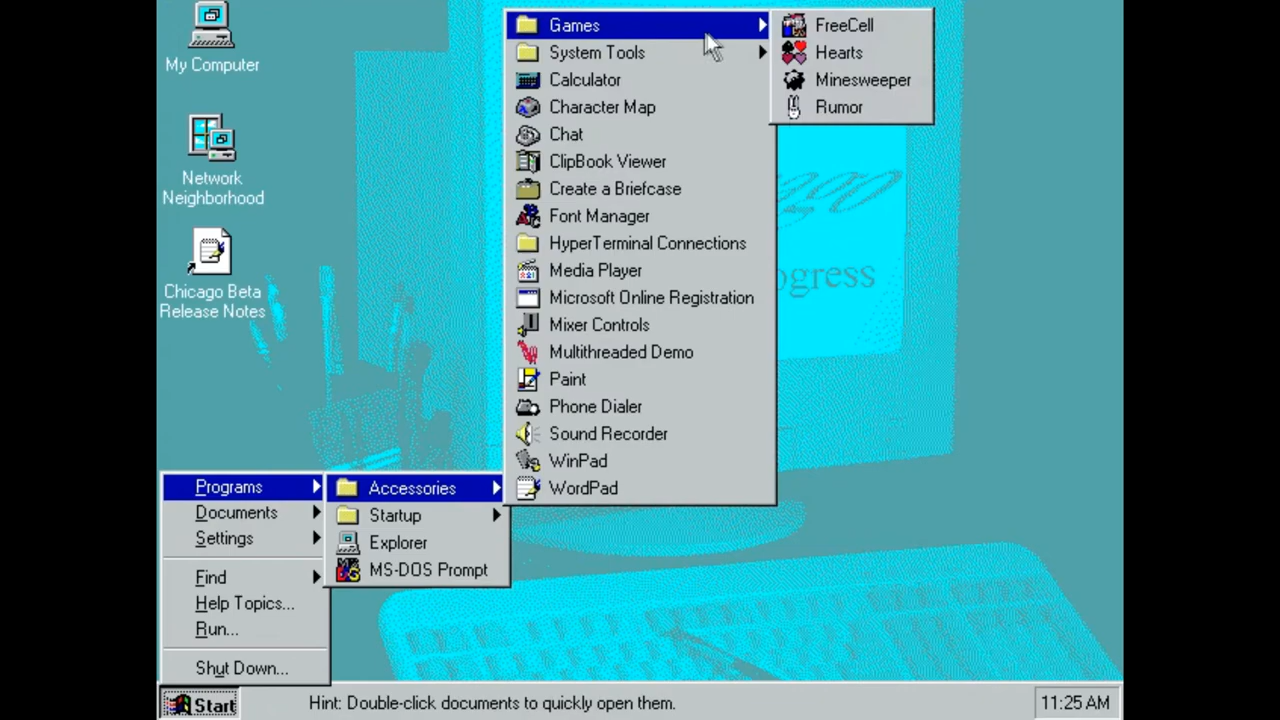 My Computer
Network
Neighborhood
Chicago Beta
Release Notes
Games
System Tools
Calculator
Character Map
Chat
ClipBook Viewer
Create a Briefcase
Font Manager
HyperTerminal Connections
Media Player
Microsoft Online Registration
Mixer Controls
Multithreaded Demo
Paint
Phone Dialer
Sound Recorder
WinPad
WordPad
FreeCell
Hearts
Minesweeper
Rumor
Programs
Documents
Settings
Find
Help Topics...
Run...
Shut Down...
Accessories
Startup
Explorer
MS-DOS Prompt
Start
Hint: Double-click documents to quickly open them.
11:25 AM